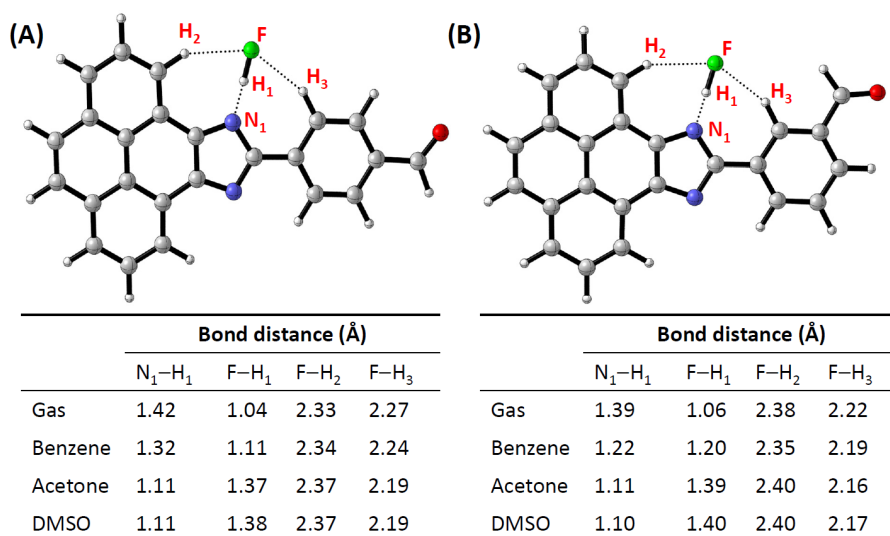 (A)
H₂
F
H₁
H₃
N₁
Bond distance (Å)
N₁–H₁ F–H₁ F–H₂ F–H₃
Gas 1.42 1.04 2.33 2.27
Benzene 1.32 1.11 2.34 2.24
Acetone 1.11 1.37 2.37 2.19
DMSO 1.11 1.38 2.37 2.19
(B)
H₂
F
H₁
H₃
N₁
Bond distance (Å)
N₁–H₁ F–H₁ F–H₂ F–H₃
Gas 1.39 1.06 2.38 2.22
Benzene 1.22 1.20 2.35 2.19
Acetone 1.11 1.39 2.40 2.16
DMSO 1.10 1.40 2.40 2.17